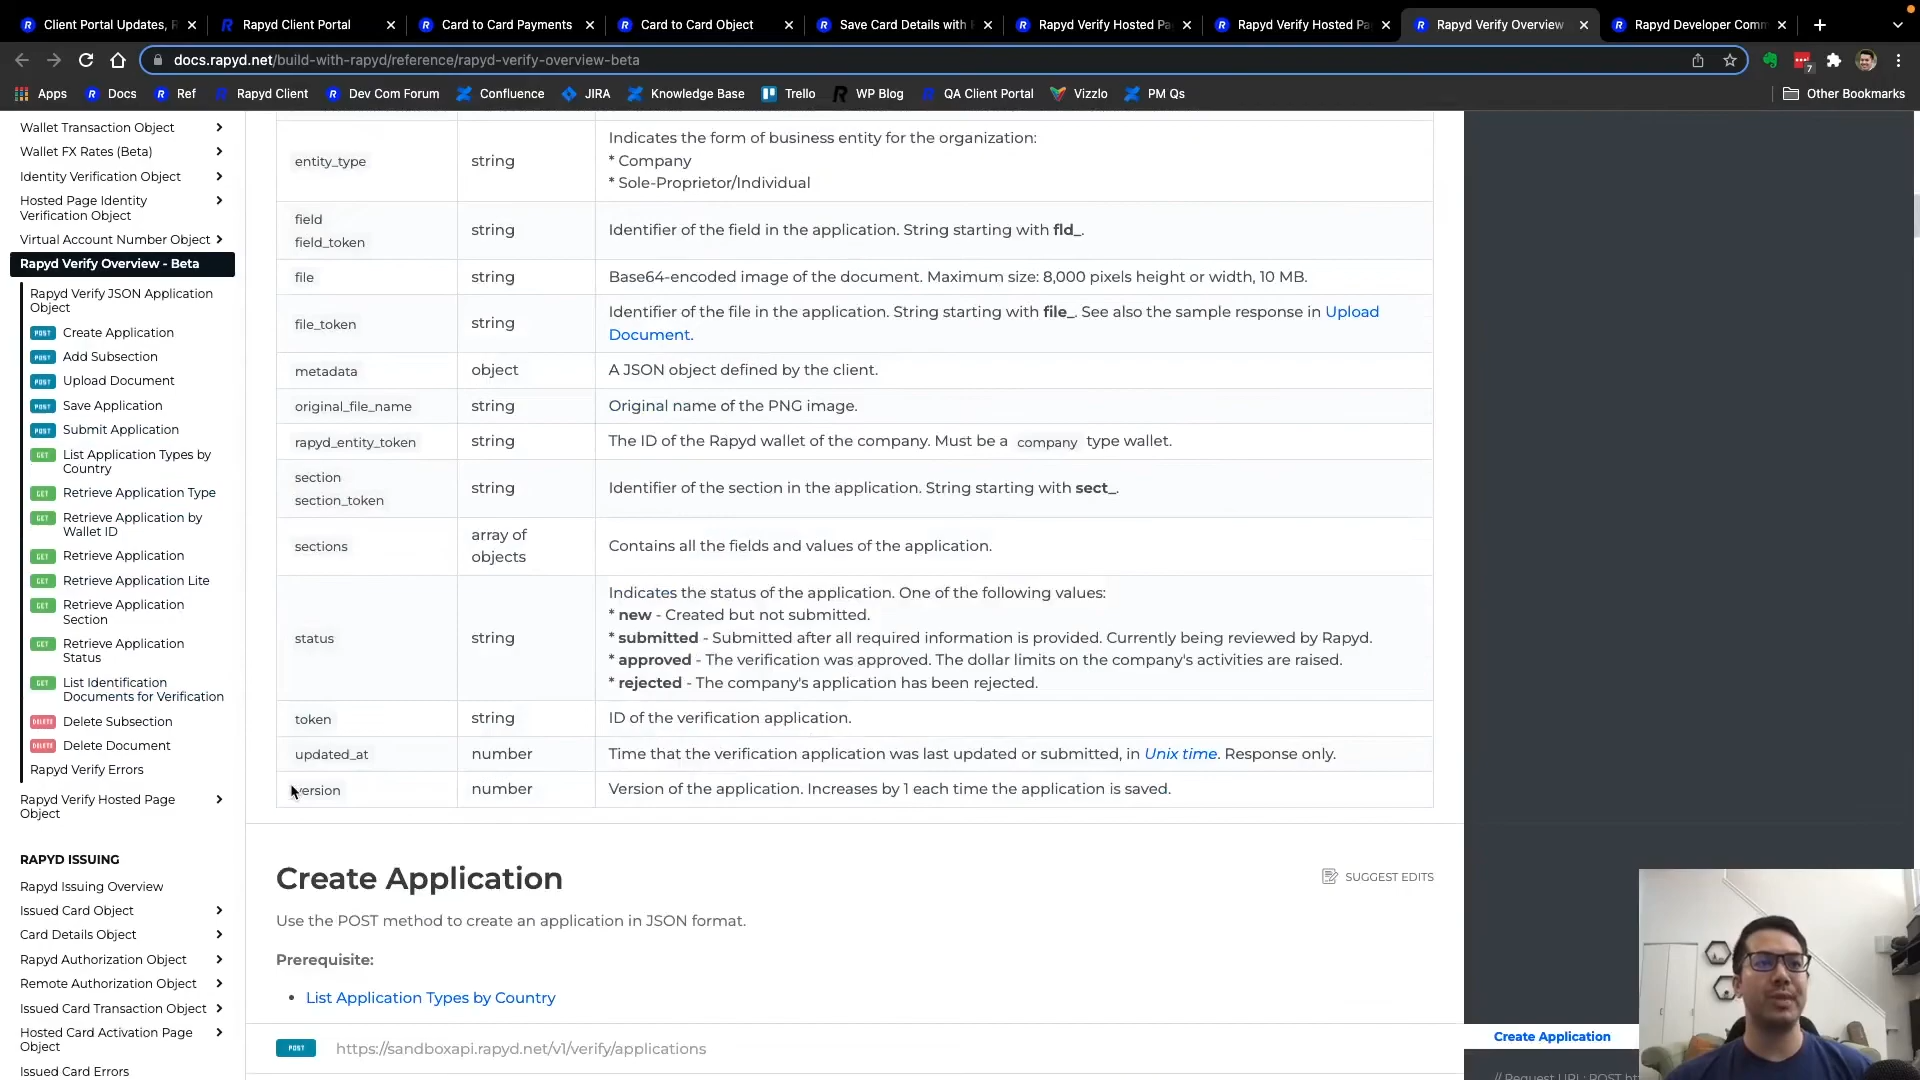 Client Portal Updates, R
Rapyd Client Portal
Card to Card Payments
Card to Card Object
Save Card Details with
Rapyd Verify Hosted Pa
Rapyd Verify Hosted Pa
Rapyd Verify Overview
Rapyd Developer Comm
docs.rapyd.net/build-with-rapyd/reference/rapyd-verify-overview-beta
7
Apps
Docs
Ref
Rapyd Client
Dev Com Forum
Confluence
JIRA
Knowledge Base
Trello
WP Blog
QA Client Portal
Vizzlo
PM Qs
Other Bookmarks
Wallet Transaction Object
Wallet FX Rates (Beta)
Identity Verification Object
Hosted Page Identity
Verification Object
Virtual Account Number Object
Rapyd Verify Overview - Beta
Rapyd Verify JSON Application
Object
POST Create Application
POST Add Subsection
POST Upload Document
POST Save Application
POST Submit Application
GET List Application Types by
Country
GET Retrieve Application Type
GET Retrieve Application by
Wallet ID
GET Retrieve Application
GET Retrieve Application Lite
GET Retrieve Application
Section
GET Retrieve Application
Status
GET List Identification
Documents for Verification
DELETE Delete Subsection
DELETE Delete Document
Rapyd Verify Errors
Rapyd Verify Hosted Page
Object
RAPYD ISSUING
Rapyd Issuing Overview
Issued Card Object
Card Details Object
Rapyd Authorization Object
Remote Authorization Object
Issued Card Transaction Object
Hosted Card Activation Page
Object
Issued Card Errors
entity_type
string
Indicates the form of business entity for the organization:
* Company
* Sole-Proprietor/Individual
field
field_token
string
Identifier of the field in the application. String starting with fld_.
file
string
Base64-encoded image of the document. Maximum size: 8,000 pixels height or width, 10 MB.
file_token
string
Identifier of the file in the application. String starting with file_. See also the sample response in Upload
Document.
metadata
object
A JSON object defined by the client.
original_file_name
string
Original name of the PNG image.
rapyd_entity_token
string
The ID of the Rapyd wallet of the company. Must be a company type wallet.
section
section_token
string
Identifier of the section in the application. String starting with sect_.
sections
array of
objects
Contains all the fields and values of the application.
status
string
Indicates the status of the application. One of the following values:
* new - Created but not submitted.
* submitted - Submitted after all required information is provided. Currently being reviewed by Rapyd.
* approved - The verification was approved. The dollar limits on the company's activities are raised.
* rejected - The company's application has been rejected.
token
string
ID of the verification application.
updated_at
number
Time that the verification application was last updated or submitted, in Unix time. Response only.
version
number
Version of the application. Increases by 1 each time the application is saved.
Create Application
SUGGEST EDITS
Use the POST method to create an application in JSON format.
Prerequisite:
• List Application Types by Country
POST https://sandboxapi.rapyd.net/v1/verify/applications
Create Application
// Request URL: POST